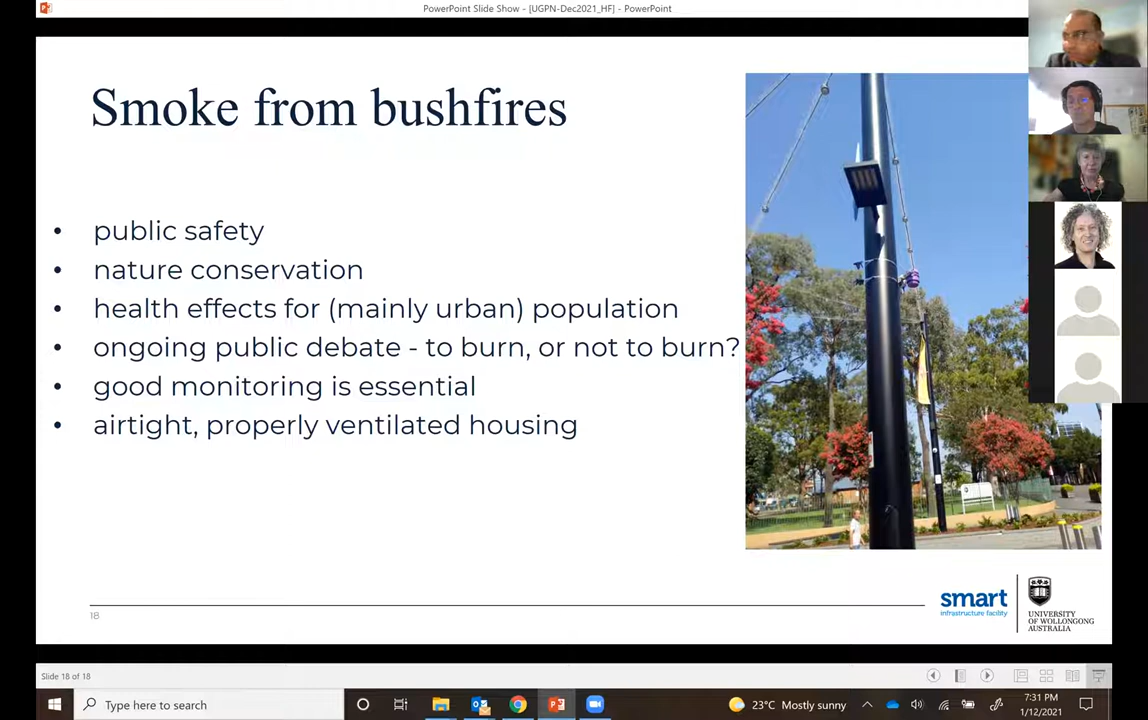 PowerPoint Slide Show - [UGPN-Dec2021_HF] - PowerPoint
Smoke from bushfires
• public safety
• nature conservation
• health effects for (mainly urban) population
• ongoing public debate - to burn, or not to burn?
• good monitoring is essential
• airtight, properly ventilated housing
18
smart
infrastructure facility
UNIVERSITY
OF WOLLONGONG
AUSTRALIA
Slide 18 of 18
Type here to search
23°C Mostly sunny
7:31 PM
1/12/2021